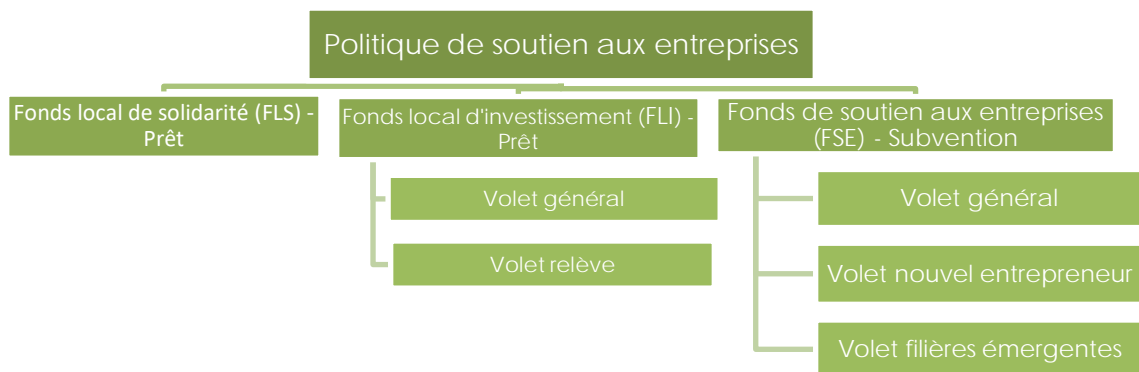 Politique de soutien aux entreprises
Fonds local de solidarité (FLS) -
Prêt
Fonds local d'investissement (FLI) -
Prêt
Volet général
Volet relève
Fonds de soutien aux entreprises
(FSE) - Subvention
Volet général
Volet nouvel entrepreneur
Volet filières émergentes